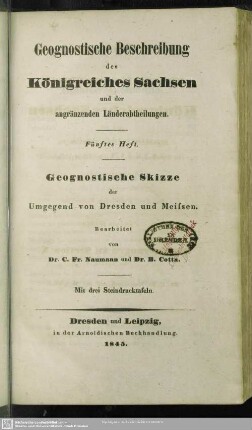 Geognostische Beschreibung
des
Königreiches Sachsen
und der
angränzenden Länderabtheilungen.
Fünftes Heft.
Geognostische Skizze
der
Umgegend von Dresden und Meifsen.
Bearbeitet
von
Dr. C. Fr. Naumann und Dr. B. Cotta.
Mit drei Steindrucktafeln.
Dresden und Leipzig,
in der Arnoldischen Buchhandlung.
1845.